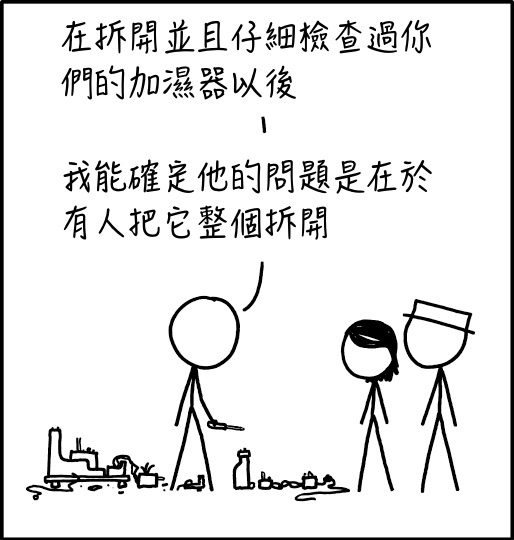 在拆開並且仔細檢查過你
們的加濕器以後
我能確定他的問題是在於
有人把它整個拆開